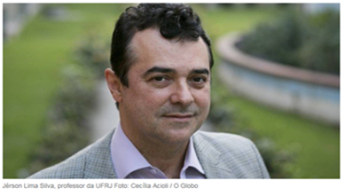 Jérson Lima Silva, professor da UFRJ Foto: Cecília Acioli / O Globo